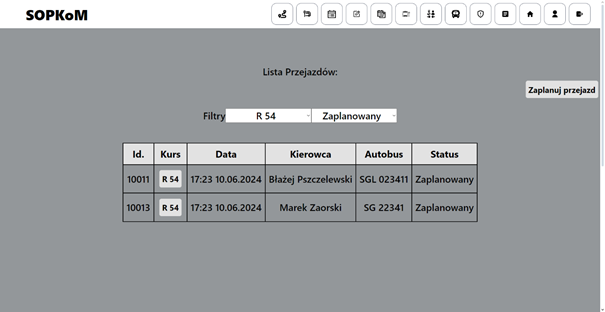 SOPKoM
Lista Przejazdów:
Zaplanuj przejazd
Filtry R 54 Zaplanowany
Id. Kurs Data Kierowca Autobus Status
10011 R 54 17:23 10.06.2024 Błażej Pszczelewski SGL 023411 Zaplanowany
10013 R 54 17:23 10.06.2024 Marek Zaorski SG 22341 Zaplanowany